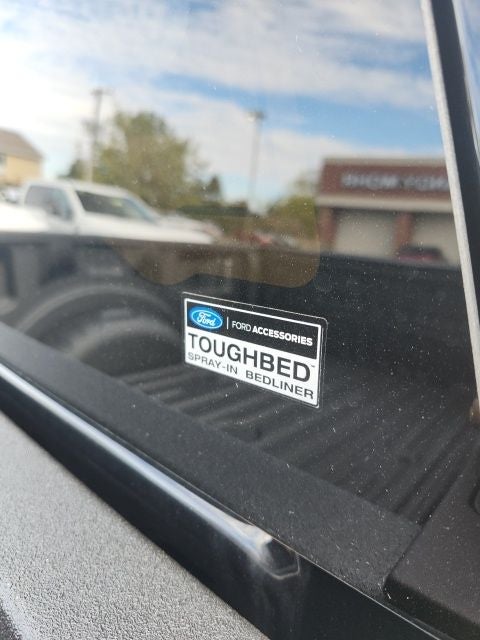 Ford | FORD ACCESSORIES
TOUGHBED™
SPRAY-IN BEDLINER